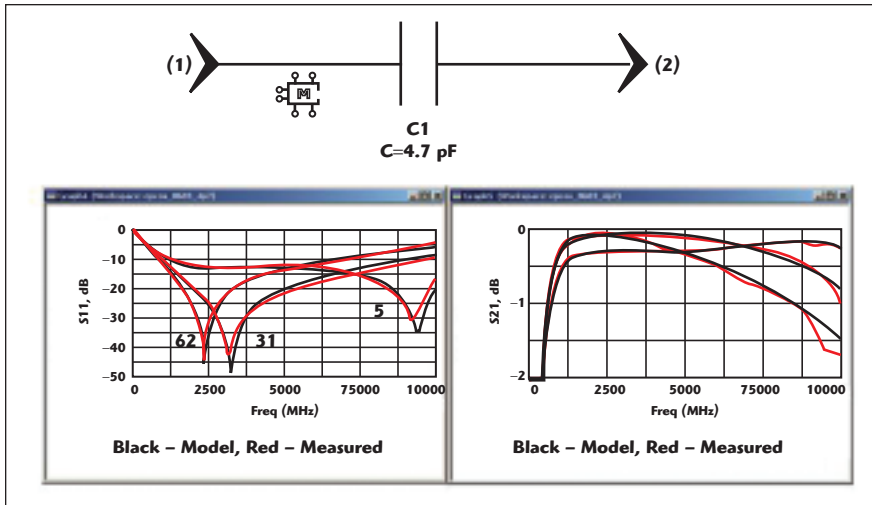 (1)
(2)
M
C1
C=4.7 pF
0
–10
–20
–30
–40
–50
S11, dB
62
31
5
0
2500
5000
75000
10000
Freq (MHz)
Black – Model, Red – Measured
0
–1
–2
S21, dB
0
2500
5000
75000
10000
Freq (MHz)
Black – Model, Red – Measured